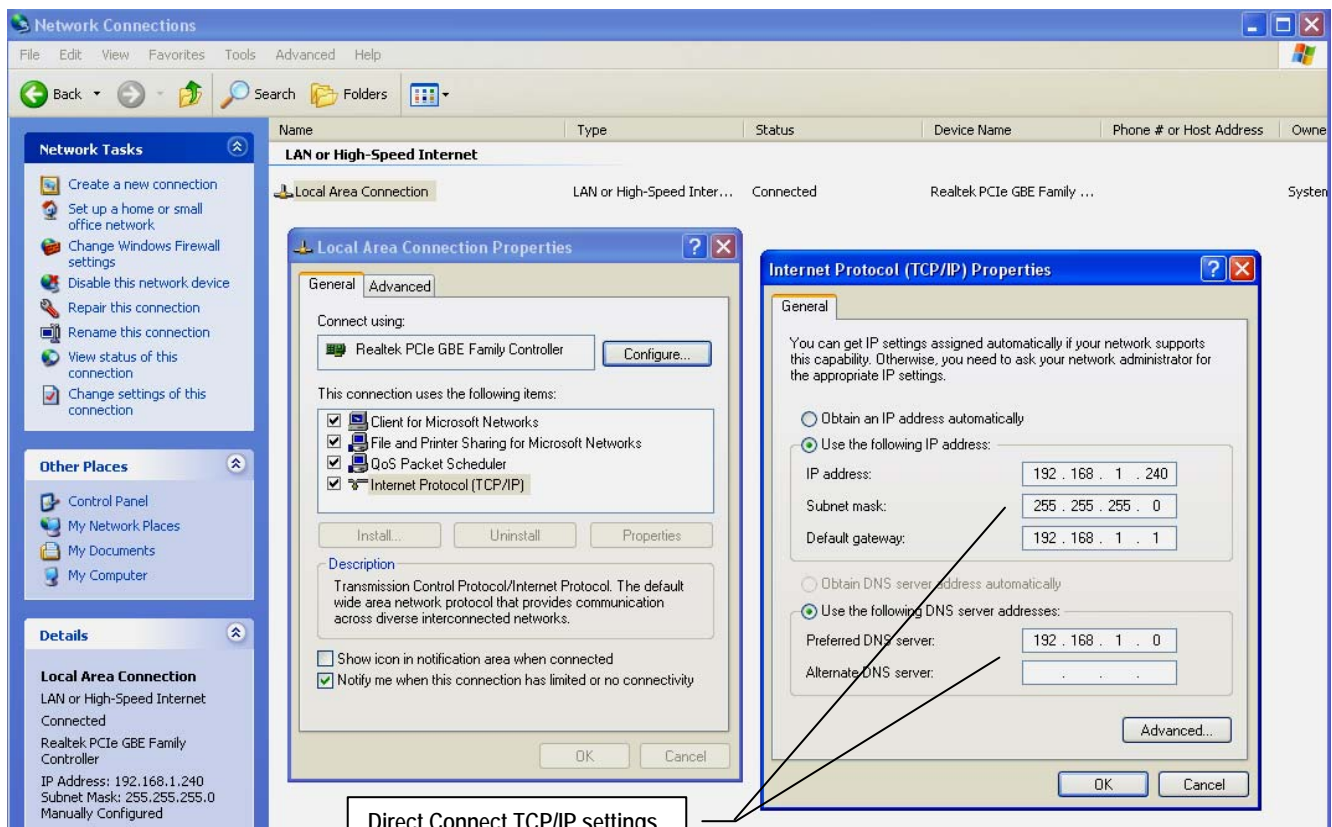 Network Connections
File Edit View Favorites Tools Advanced Help
Back Search Folders
Network Tasks
Create a new connection
Set up a home or small
office network
Change Windows Firewall
settings
Disable this network device
Repair this connection
Rename this connection
View status of this
connection
Change settings of this
connection
Other Places
Control Panel
My Network Places
My Documents
My Computer
Details
Local Area Connection
LAN or High-Speed Internet
Connected
Realtek PCIe GBE Family
Controller
IP Address: 192.168.1.240
Subnet Mask: 255.255.255.0
Manually Configured
Name Type Status Device Name Phone # or Host Address Owne
LAN or High-Speed Internet
Local Area Connection LAN or High-Speed Inter... Connected Realtek PCIe GBE Family ... System
Local Area Connection Properties
General Advanced
Connect using:
Realtek PCIe GBE Family Controller Configure...
This connection uses the following items:
Client for Microsoft Networks
File and Printer Sharing for Microsoft Networks
QoS Packet Scheduler
Internet Protocol (TCP/IP)
Install... Uninstall Properties
Description
Transmission Control Protocol/Internet Protocol. The default
wide area network protocol that provides communication
across diverse interconnected networks.
Show icon in notification area when connected
Notify me when this connection has limited or no connectivity
OK Cancel
Internet Protocol (TCP/IP) Properties
General
You can get IP settings assigned automatically if your network supports
this capability. Otherwise, you need to ask your network administrator for
the appropriate IP settings.
Obtain an IP address automatically
Use the following IP address:
IP address: 192 . 168 . 1 . 240
Subnet mask: 255 . 255 . 255 . 0
Default gateway: 192 . 168 . 1 . 1
Obtain DNS server address automatically
Use the following DNS server addresses:
Preferred DNS server: 192 . 168 . 1 . 0
Alternate DNS server: . . .
Advanced...
OK Cancel
Direct Connect TCP/IP settings